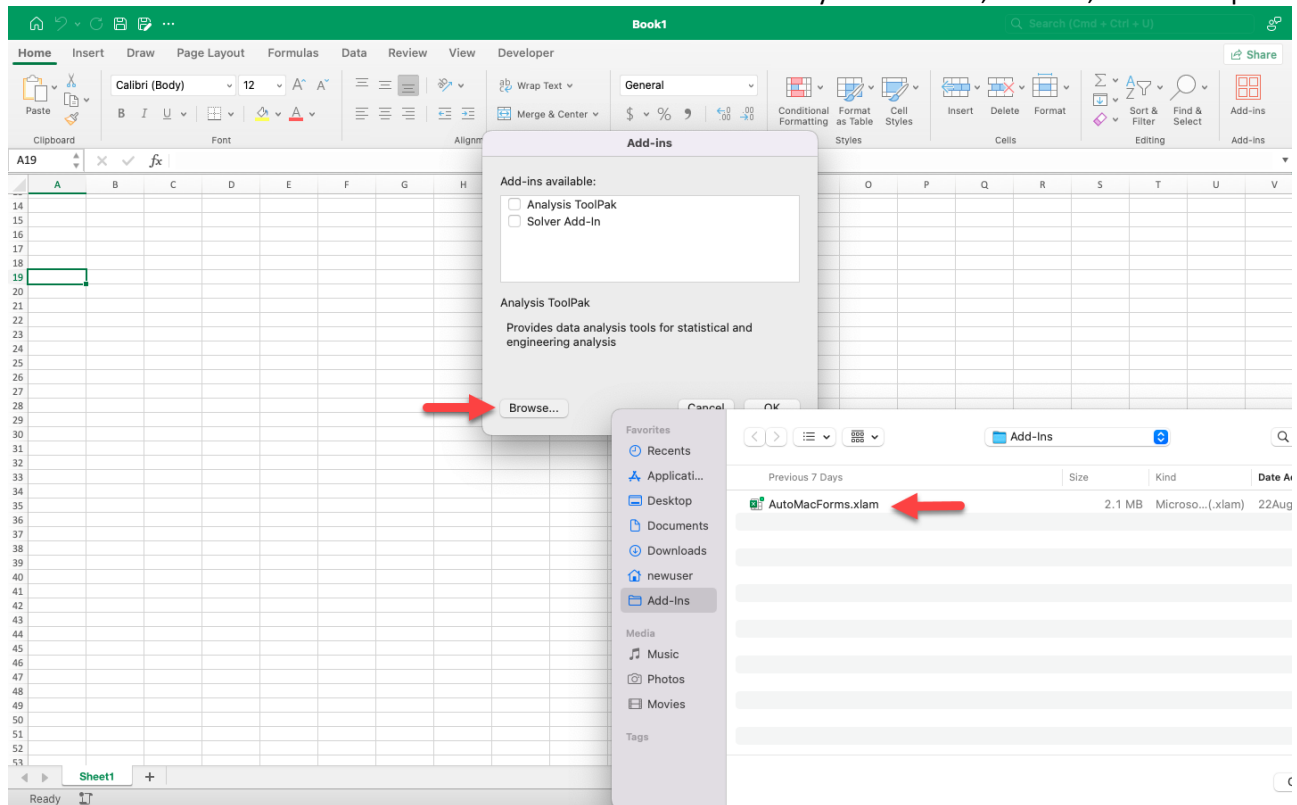 Book1
Search (Cmd + Ctrl + U)
Home Insert Draw Page Layout Formulas Data Review View Developer
Share
Calibri (Body) 12 A^ A˅
Wrap Text
General
Paste
B I U
A
Merge & Center
$ % 9
Conditional Formatting
Format as Table
Cell Styles
Insert Delete Format
Sort & Filter
Find & Select
Add-ins
Clipboard Font Alignm Styles Cells Editing Add-ins
A19 fx
A B C D E F G H O P Q R S T U V
14
15
16
17
18
19
20
21
22
23
24
25
26
27
28
29
30
31
32
33
34
35
36
37
38
39
40
41
42
43
44
45
46
47
48
49
50
51
52
53
Add-ins
Add-ins available:
Analysis ToolPak
Solver Add-In
Analysis ToolPak
Provides data analysis tools for statistical and
engineering analysis
Browse...
Cancel OK
Favorites
Recents
Applicati...
Desktop
Documents
Downloads
newuser
Add-Ins
Media
Music
Photos
Movies
Tags
Add-Ins
Previous 7 Days Size Kind Date A
AutoMacForms.xlam 2.1 MB Microso...(.xlam) 22Aug
Sheet1 +
Ready